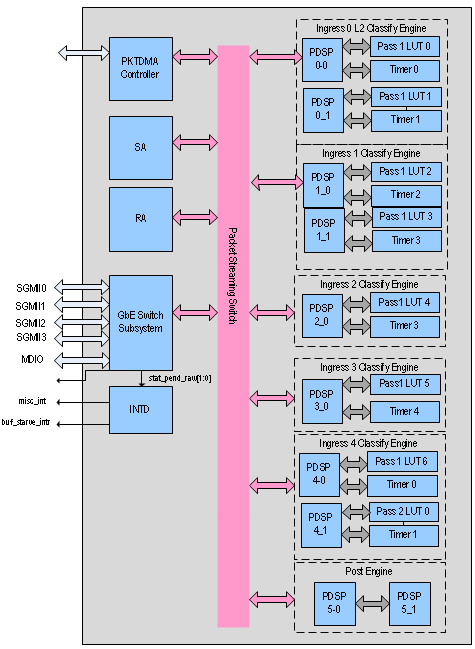 Ingress 0 L2 Classify Engine
PKTDMA
Controller
PDSP
0-0
Pass 1 LUT 0
Timer 0
PDSP
0_1
Pass 1 LUT 1
Timer 1
SA
Ingress 1 Classify Engine
PDSP
1_0
Pass 1 LUT 2
Timer 2
RA
PDSP
1_1
Pass 1 LUT 3
Timer 3
Packet Streaming Switch
SGMII0
SGMII1
SGMII2
SGMII3
MDIO
GbE Switch
Subsystem
Ingress 2 Classify Engine
PDSP
2_0
Pass 1 LUT 4
Timer 3
stat_pend_raw[1:0]
misc_int
buf_starve_intr
INTD
Ingress 3 Classify Engine
PDSP
3_0
Pass1 LUT 5
Timer 4
Ingress 4 Classify Engine
PDSP
4-0
Pass 1 LUT6
Timer 0
PDSP
4_1
Pass 2 LUT 0
Timer 1
Post Engine
PDSP
5-0
PDSP
5_1